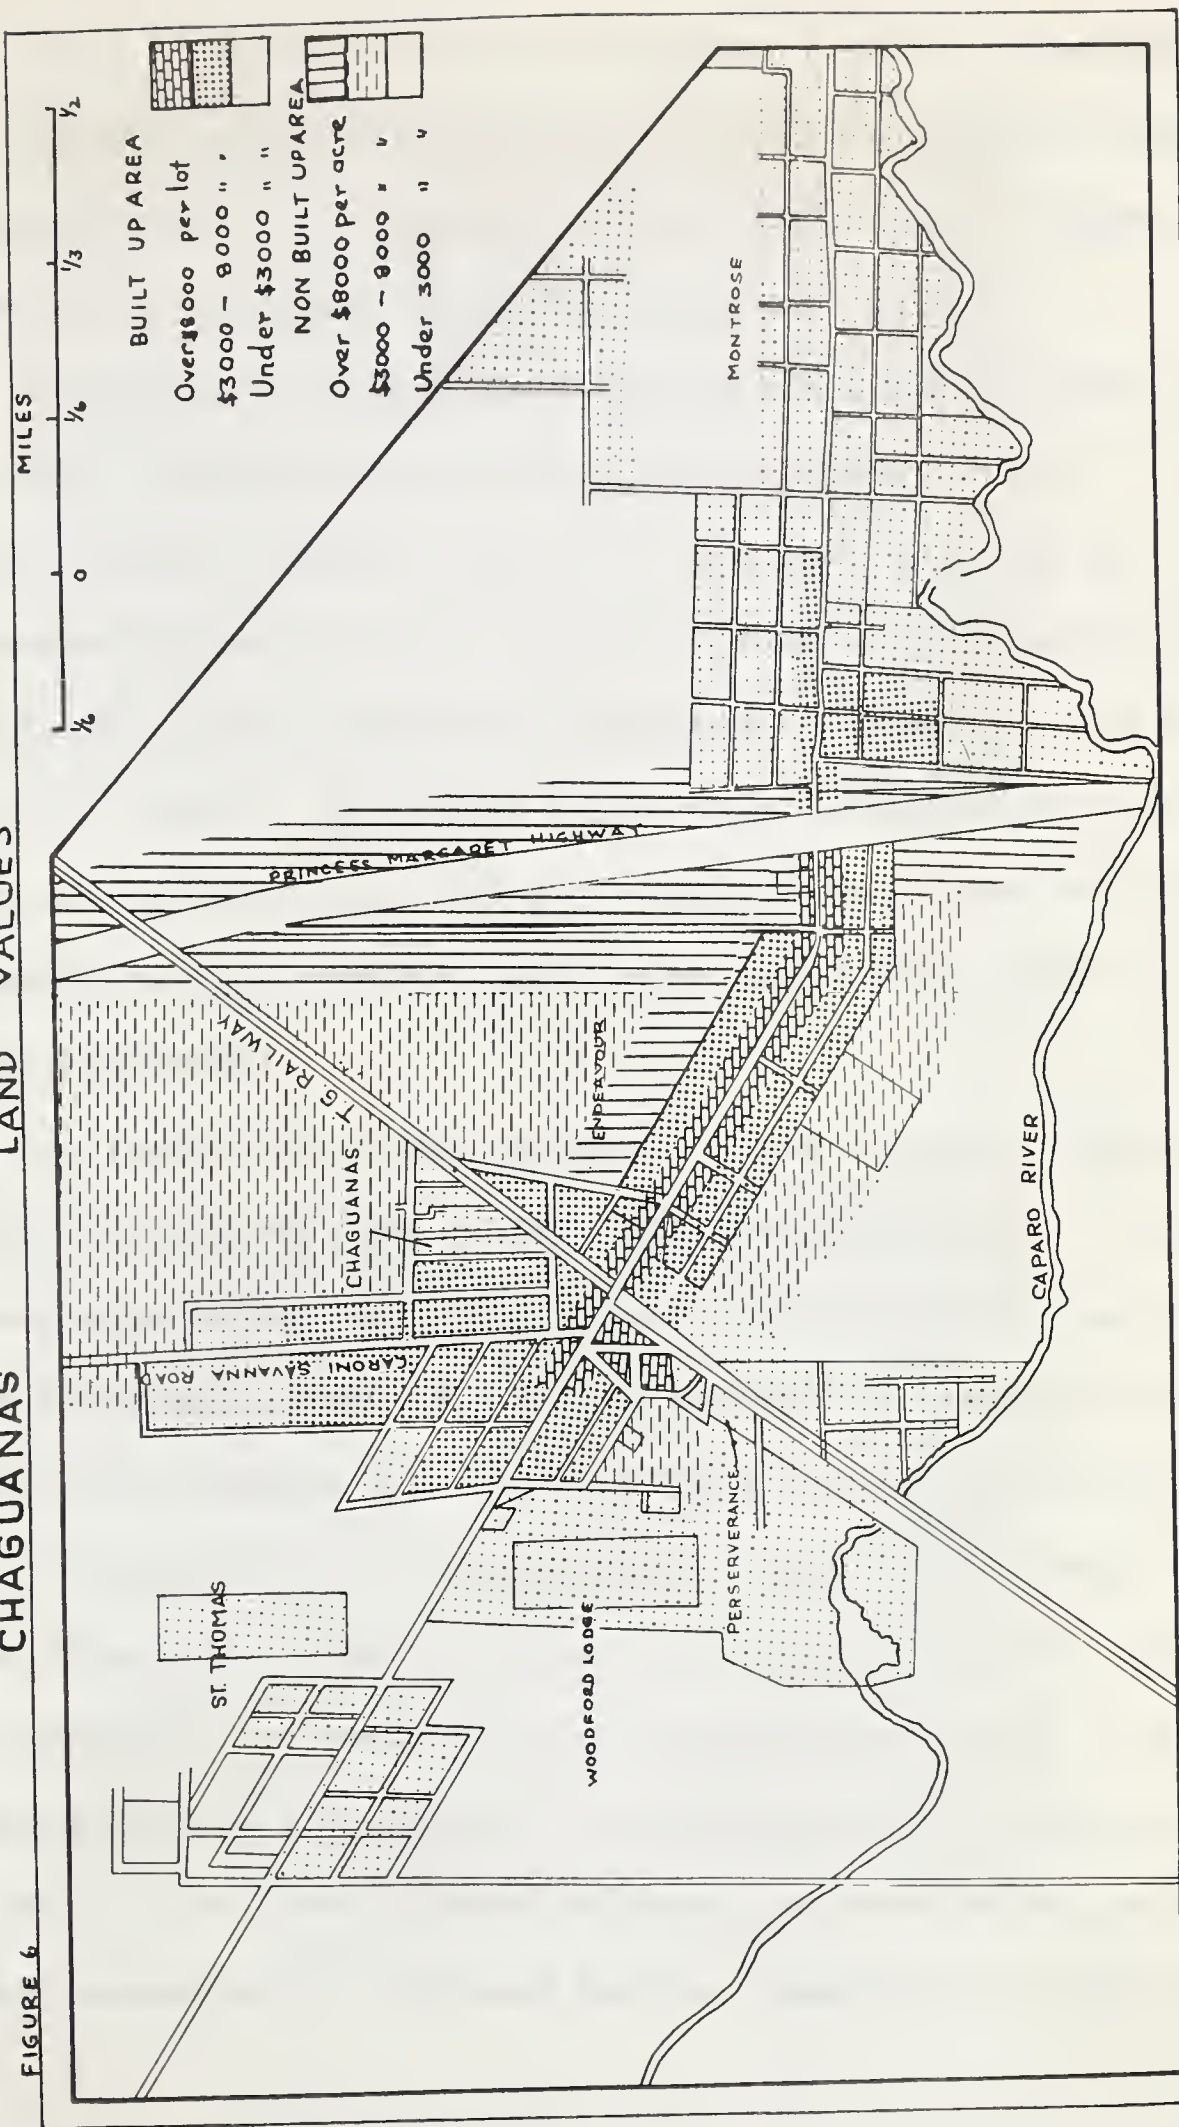 FIGURE 6
CHAGUANAS LAND VALUES
MILES
1/6 0 1/6 1/3 1/2
BUILT UP AREA
Over $8000 per lot
$3000 - 8000 " "
Under $3000 " "
NON BUILT UP AREA
Over $8000 per acre
$3000 - 8000 " "
Under 3000 " "
PRINCESS MARGARET HIGHWAY
T G RAILWAY
CHAGUANAS
ENDEAVOUR
MONTROSE
CARONI SAVANNA ROAD
ST. THOMAS
WOODFORD LODGE
PERSERVERANCE
CAPARO RIVER